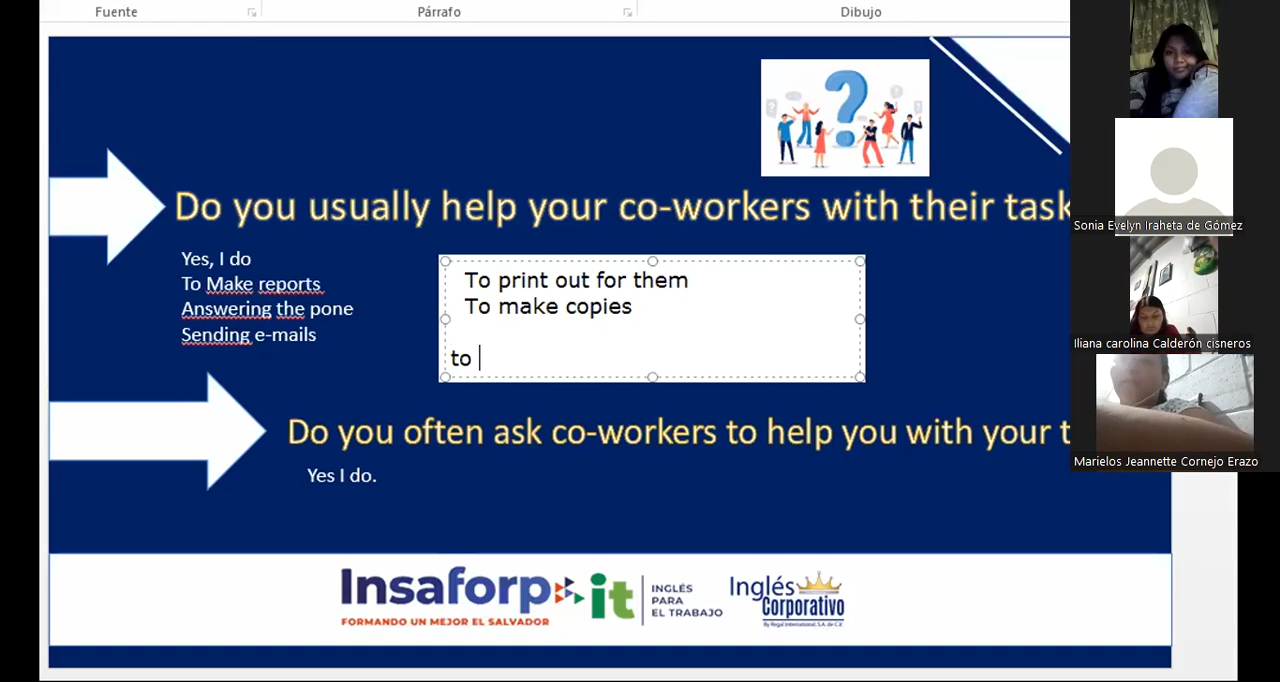 Fuente
Párrafo
Dibujo
Do you usually help your co-workers with their task
Yes, I do
To Make reports
Answering the pone
Sending e-mails
To print out for them
To make copies
to
Do you often ask co-workers to help you with your t
Yes I do.
Insaforp
FORMANDO UN MEJOR EL SALVADOR
it
INGLÉS
PARA
EL TRABAJO
Inglés
Corporativo
By Regal International, S.A. de C.V.
Sonia Evelyn Iraheta de Gómez
Iliana carolina Calderón cisneros
Marielos Jeannette Cornejo Erazo